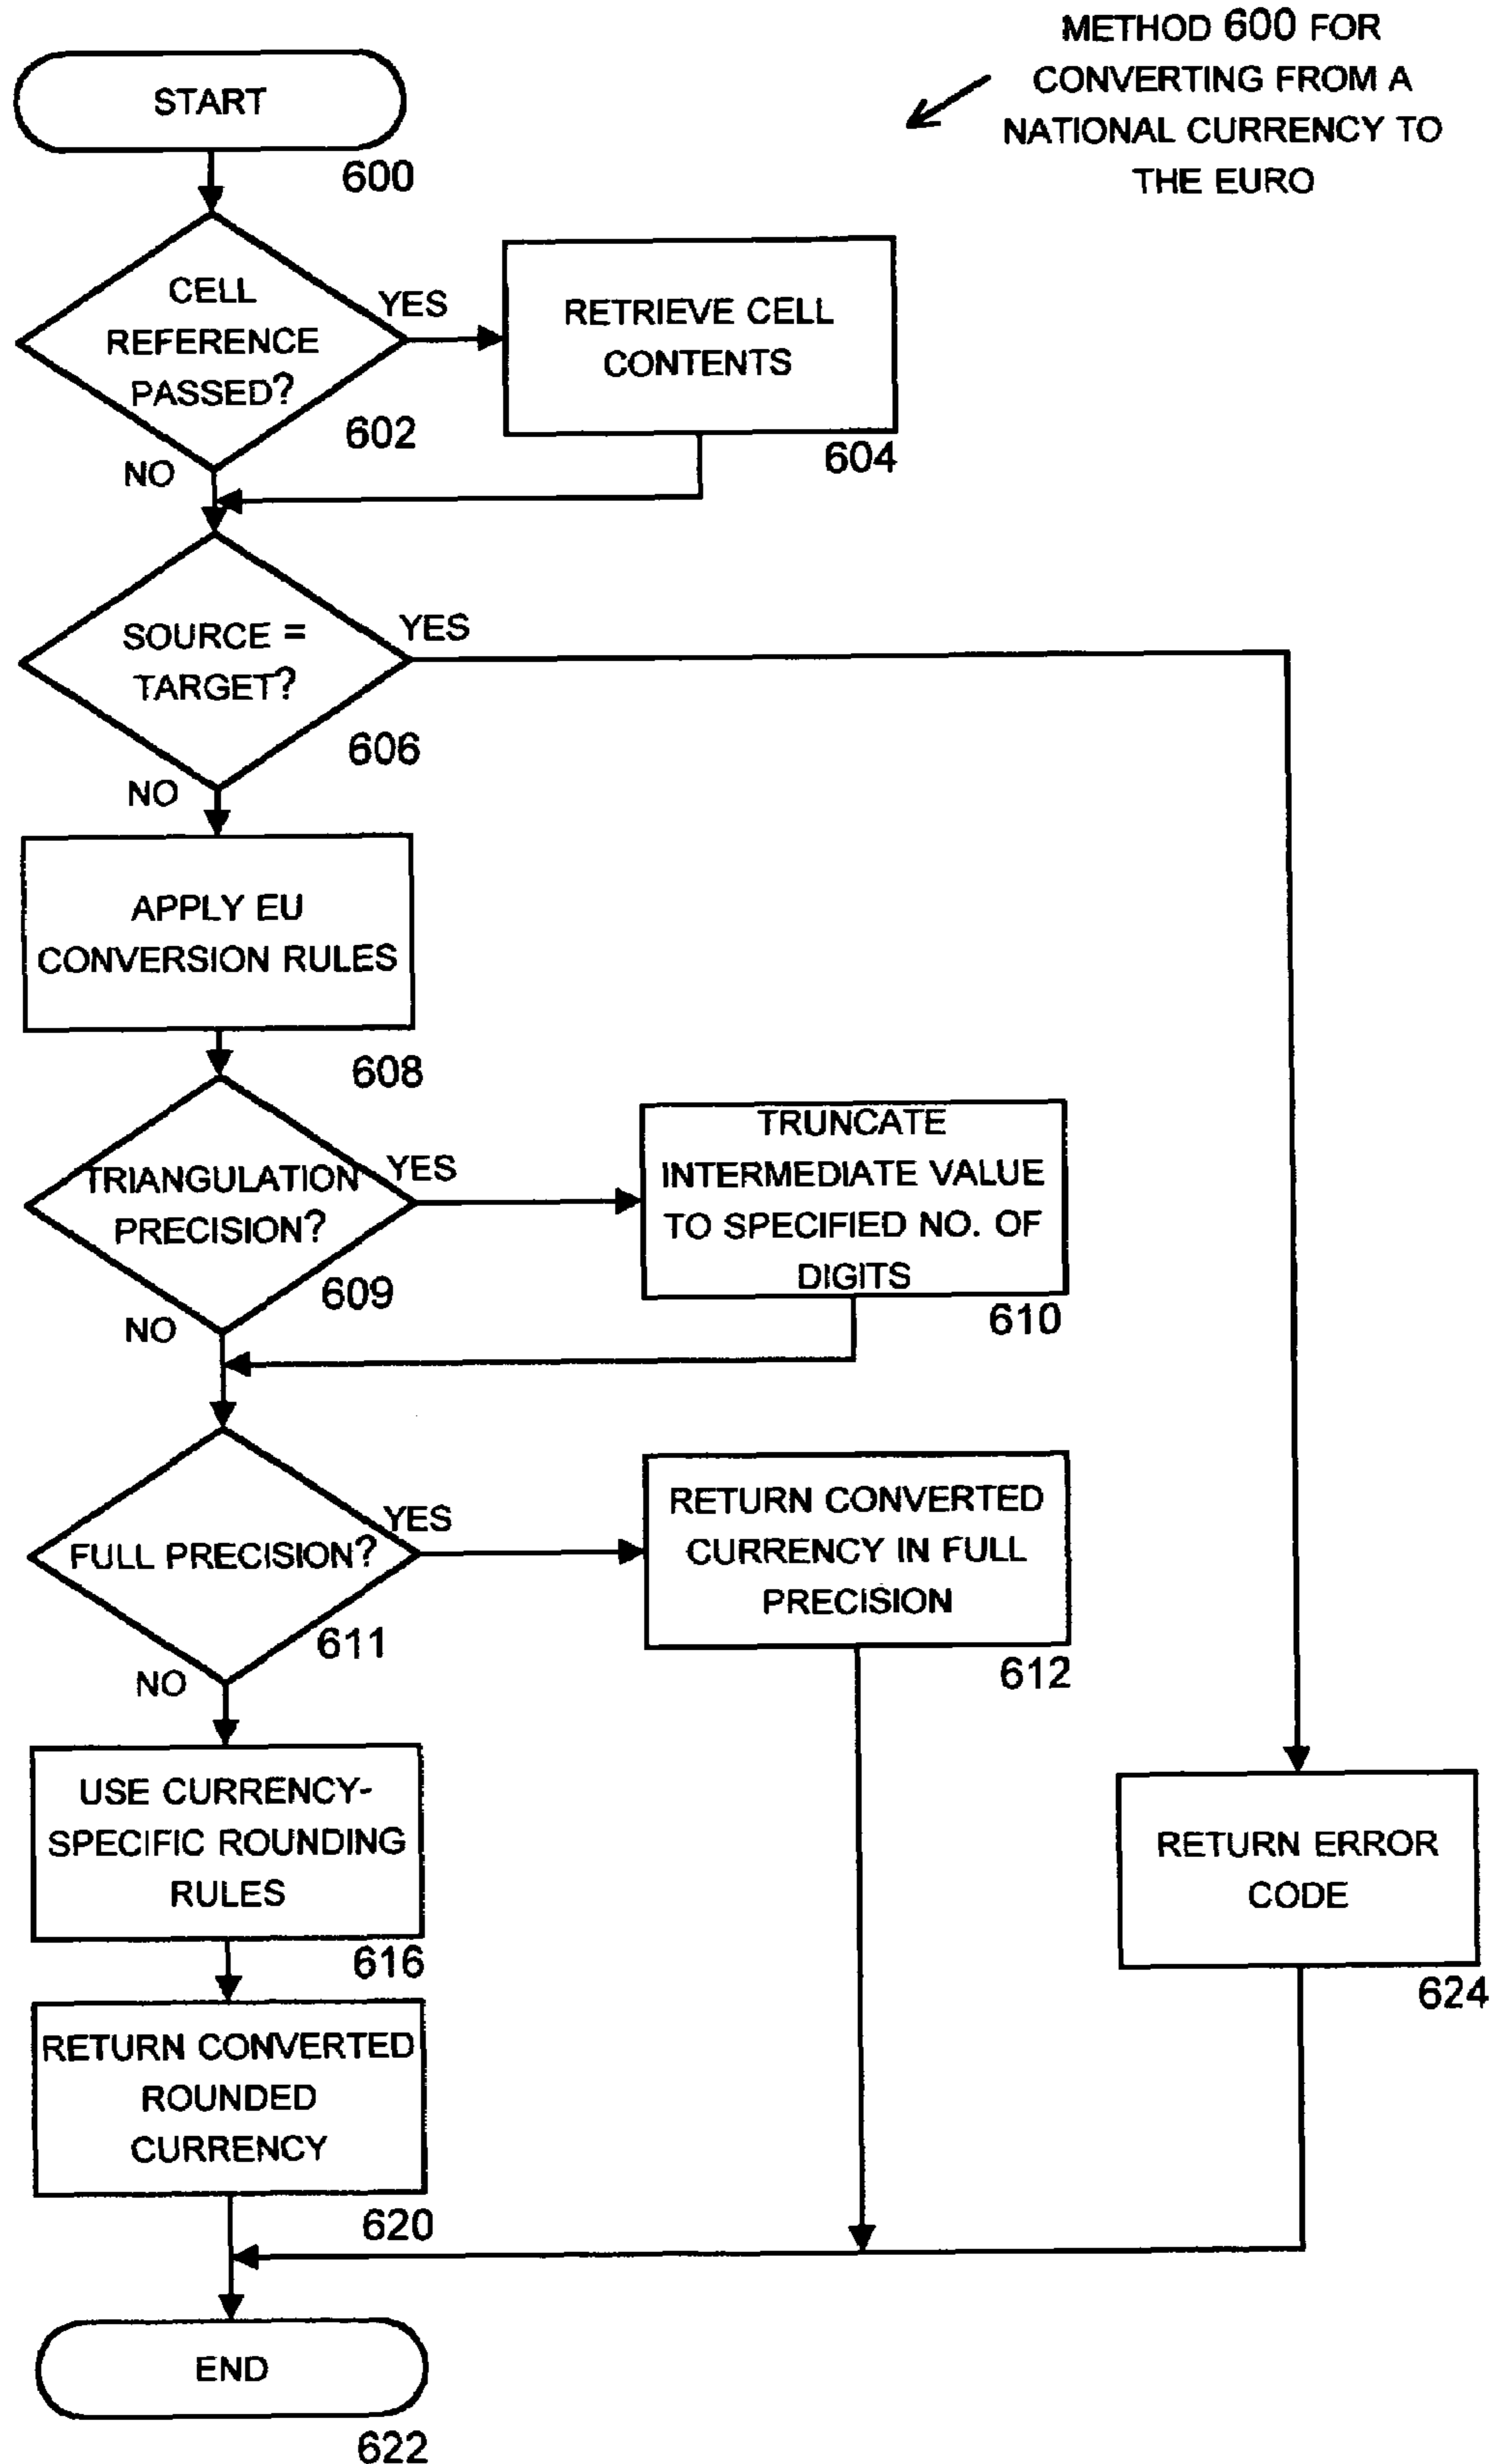 METHOD 600 FOR
CONVERTING FROM A
NATIONAL CURRENCY TO
THE EURO
START
600
CELL
REFERENCE
PASSED?
YES
602
NO
RETRIEVE CELL
CONTENTS
604
SOURCE =
TARGET?
YES
606
NO
APPLY EU
CONVERSION RULES
608
TRIANGULATION
PRECISION?
YES
609
NO
TRUNCATE
INTERMEDIATE VALUE
TO SPECIFIED NO. OF
DIGITS
610
FULL PRECISION?
YES
611
NO
RETURN CONVERTED
CURRENCY IN FULL
PRECISION
612
USE CURRENCY-
SPECIFIC ROUNDING
RULES
616
RETURN ERROR
CODE
624
RETURN CONVERTED
ROUNDED
CURRENCY
620
END
622